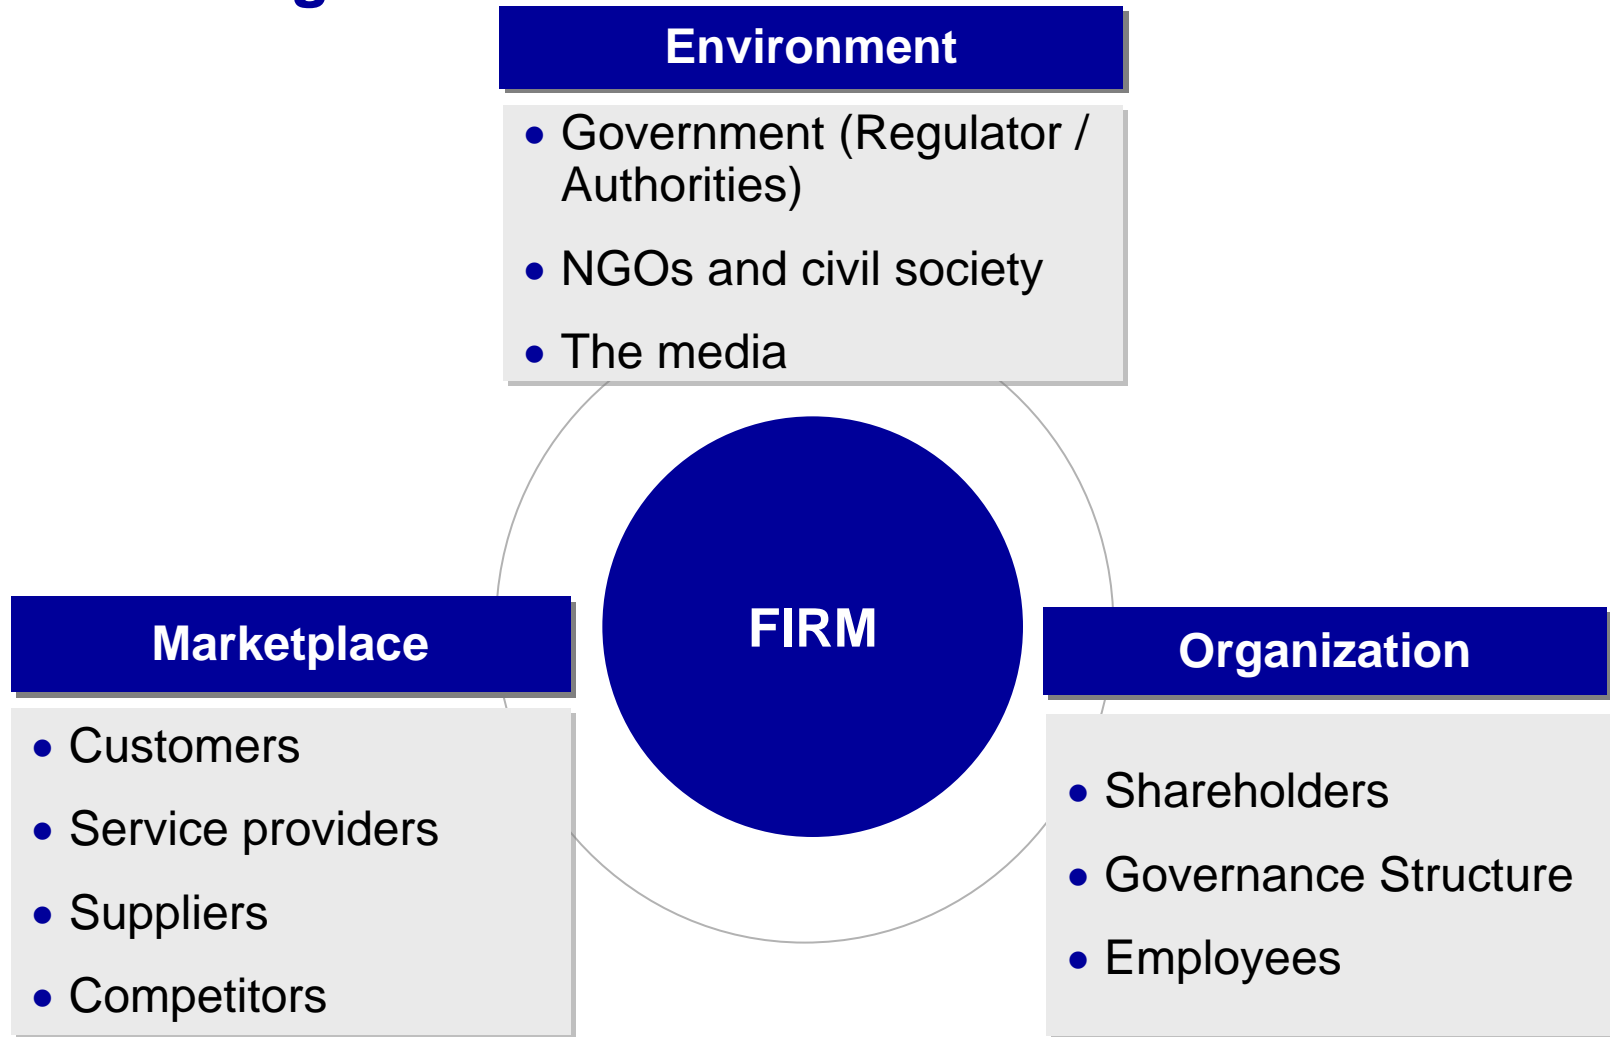 Environment
• Government (Regulator /
Authorities)
• NGOs and civil society
• The media
FIRM
Marketplace
• Customers
• Service providers
• Suppliers
• Competitors
Organization
• Shareholders
• Governance Structure
• Employees